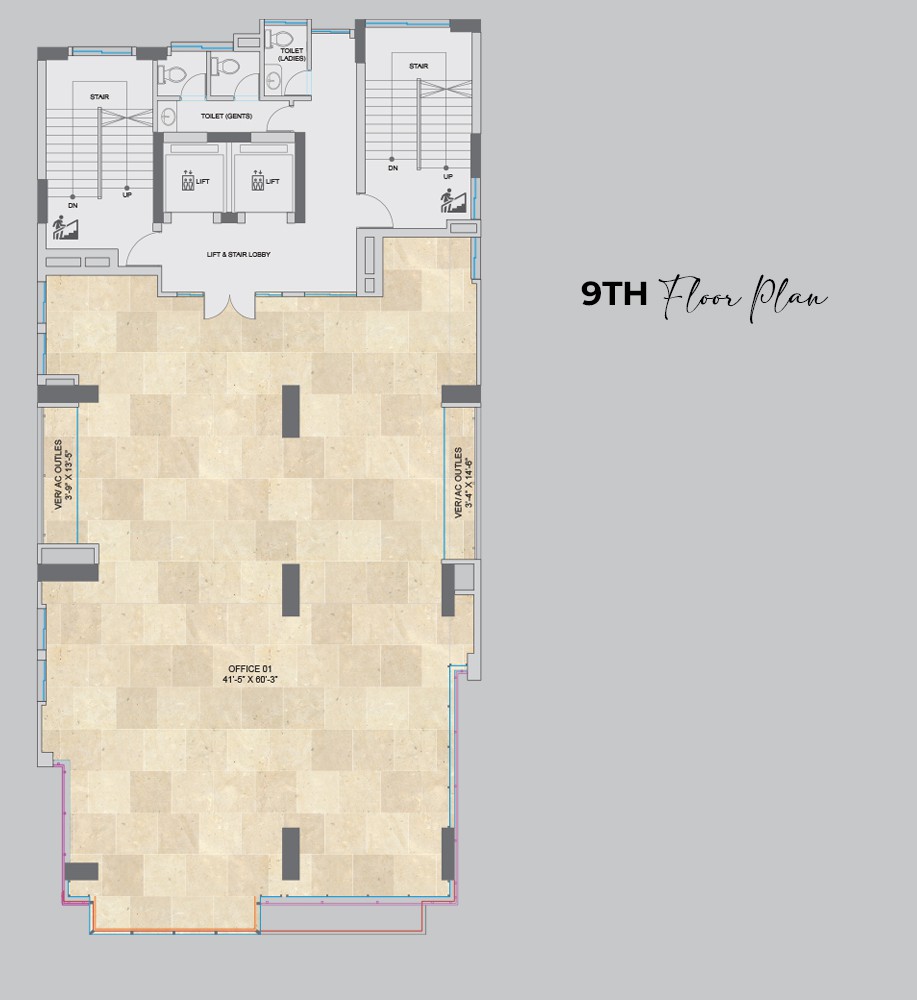 TOILET
(LADIES)
STAIR
STAIR
TOILET (GENTS)
DN
UP
LIFT
LIFT
DN
UP
LIFT & STAIR LOBBY
9TH Floor Plan
VER/ AC OUTLES
3'-9" X 13'-5"
VER/ AC OUTLES
3'-4" X 14'-6"
OFFICE 01
41'-5" X 60'-3"